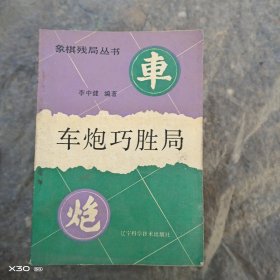 象棋残局丛书
車
李中健 编著
车炮巧胜局
炮
辽宁科学技术出版社
X30